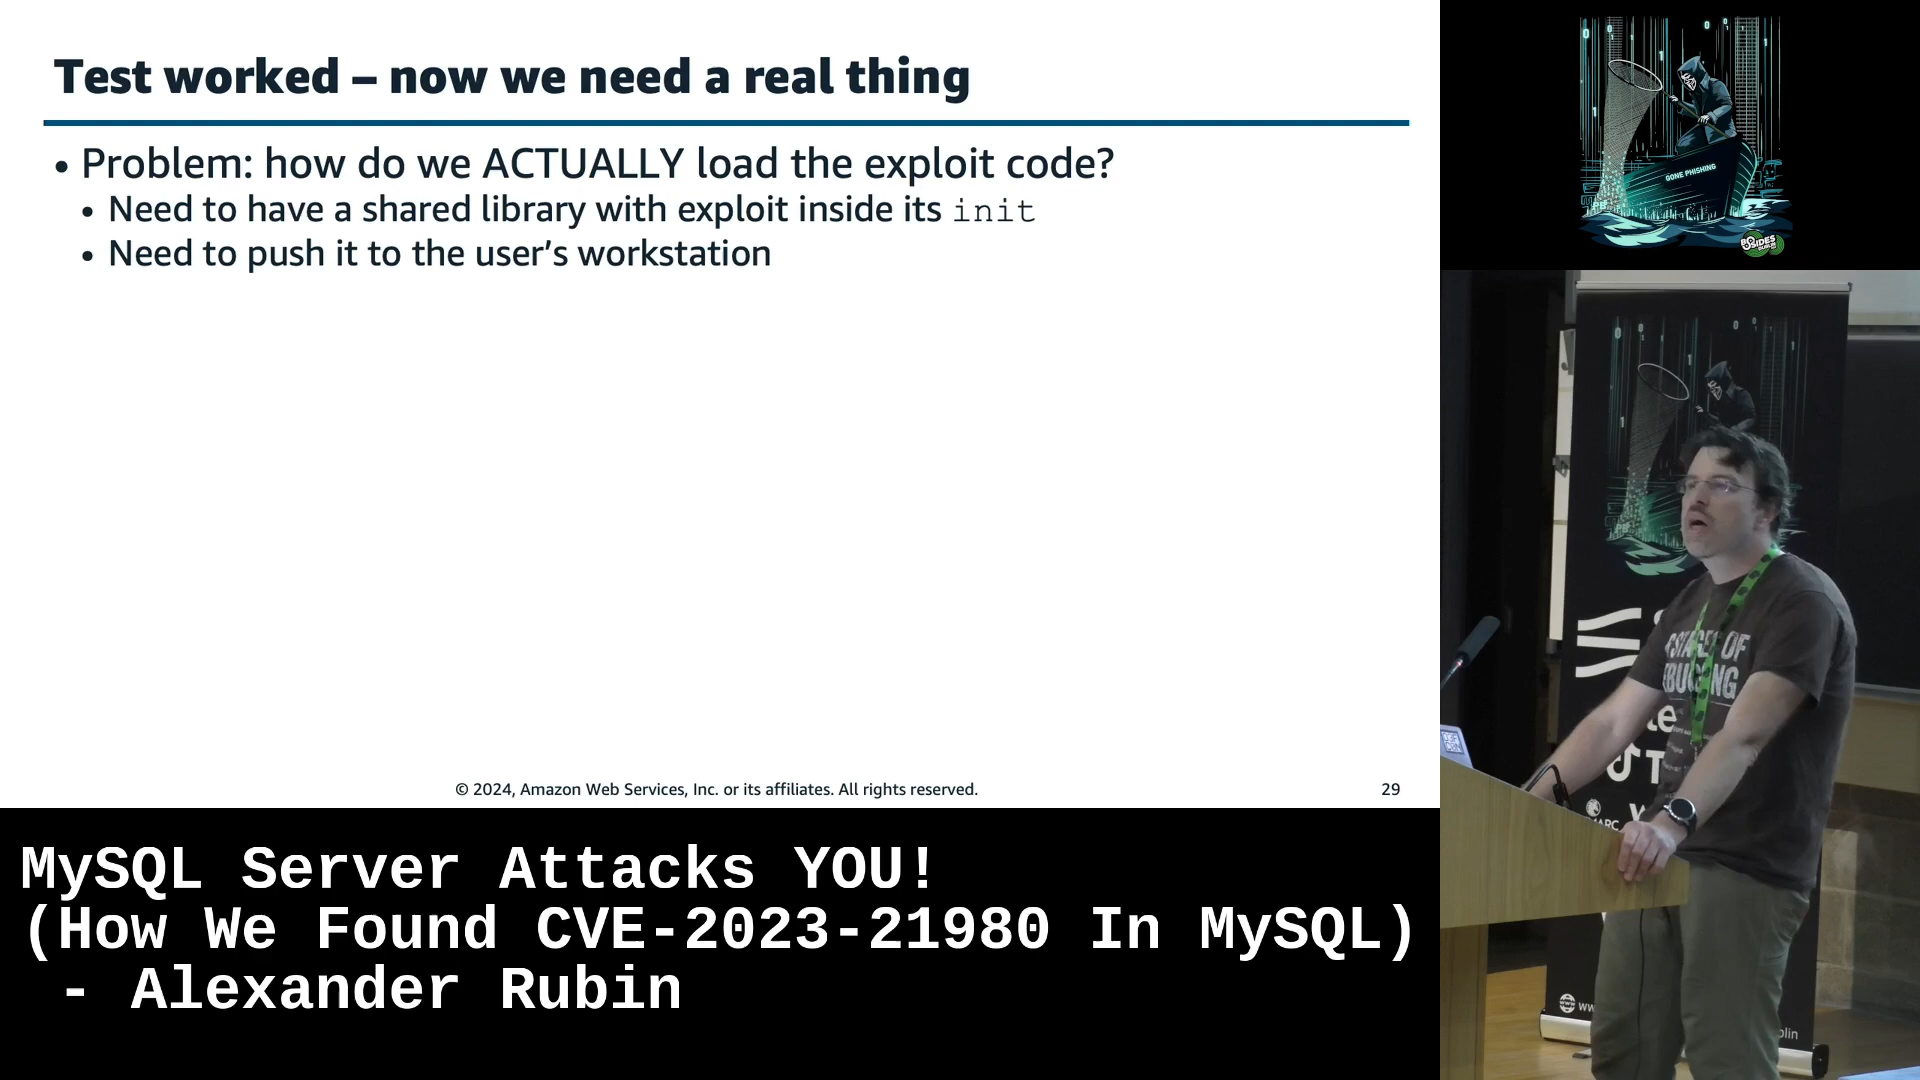 Test worked – now we need a real thing
• Problem: how do we ACTUALLY load the exploit code?
• Need to have a shared library with exploit inside its init
• Need to push it to the user’s workstation
© 2024, Amazon Web Services, Inc. or its affiliates. All rights reserved.
29
MySQL Server Attacks YOU!
(How We Found CVE-2023-21980 In MySQL)
- Alexander Rubin
GONE PHISHING
BSIDES